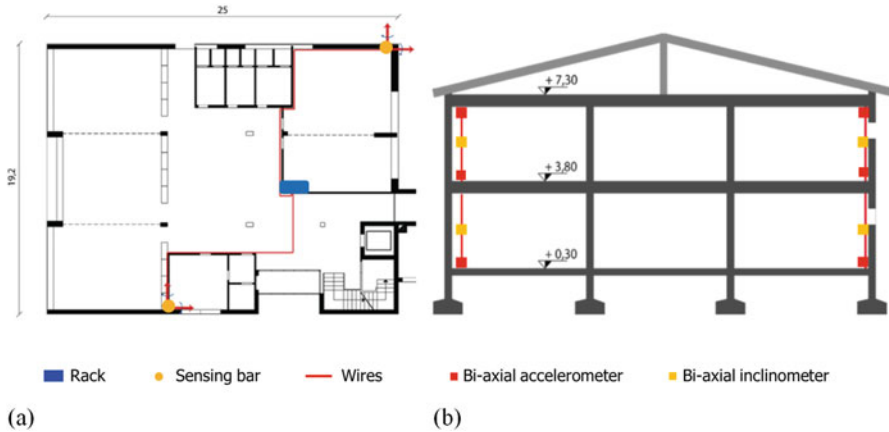 25
19,2
+ 7,30
+ 3,80
+ 0,30
Rack
Sensing bar
Wires
Bi-axial accelerometer
Bi-axial inclinometer
(a)
(b)